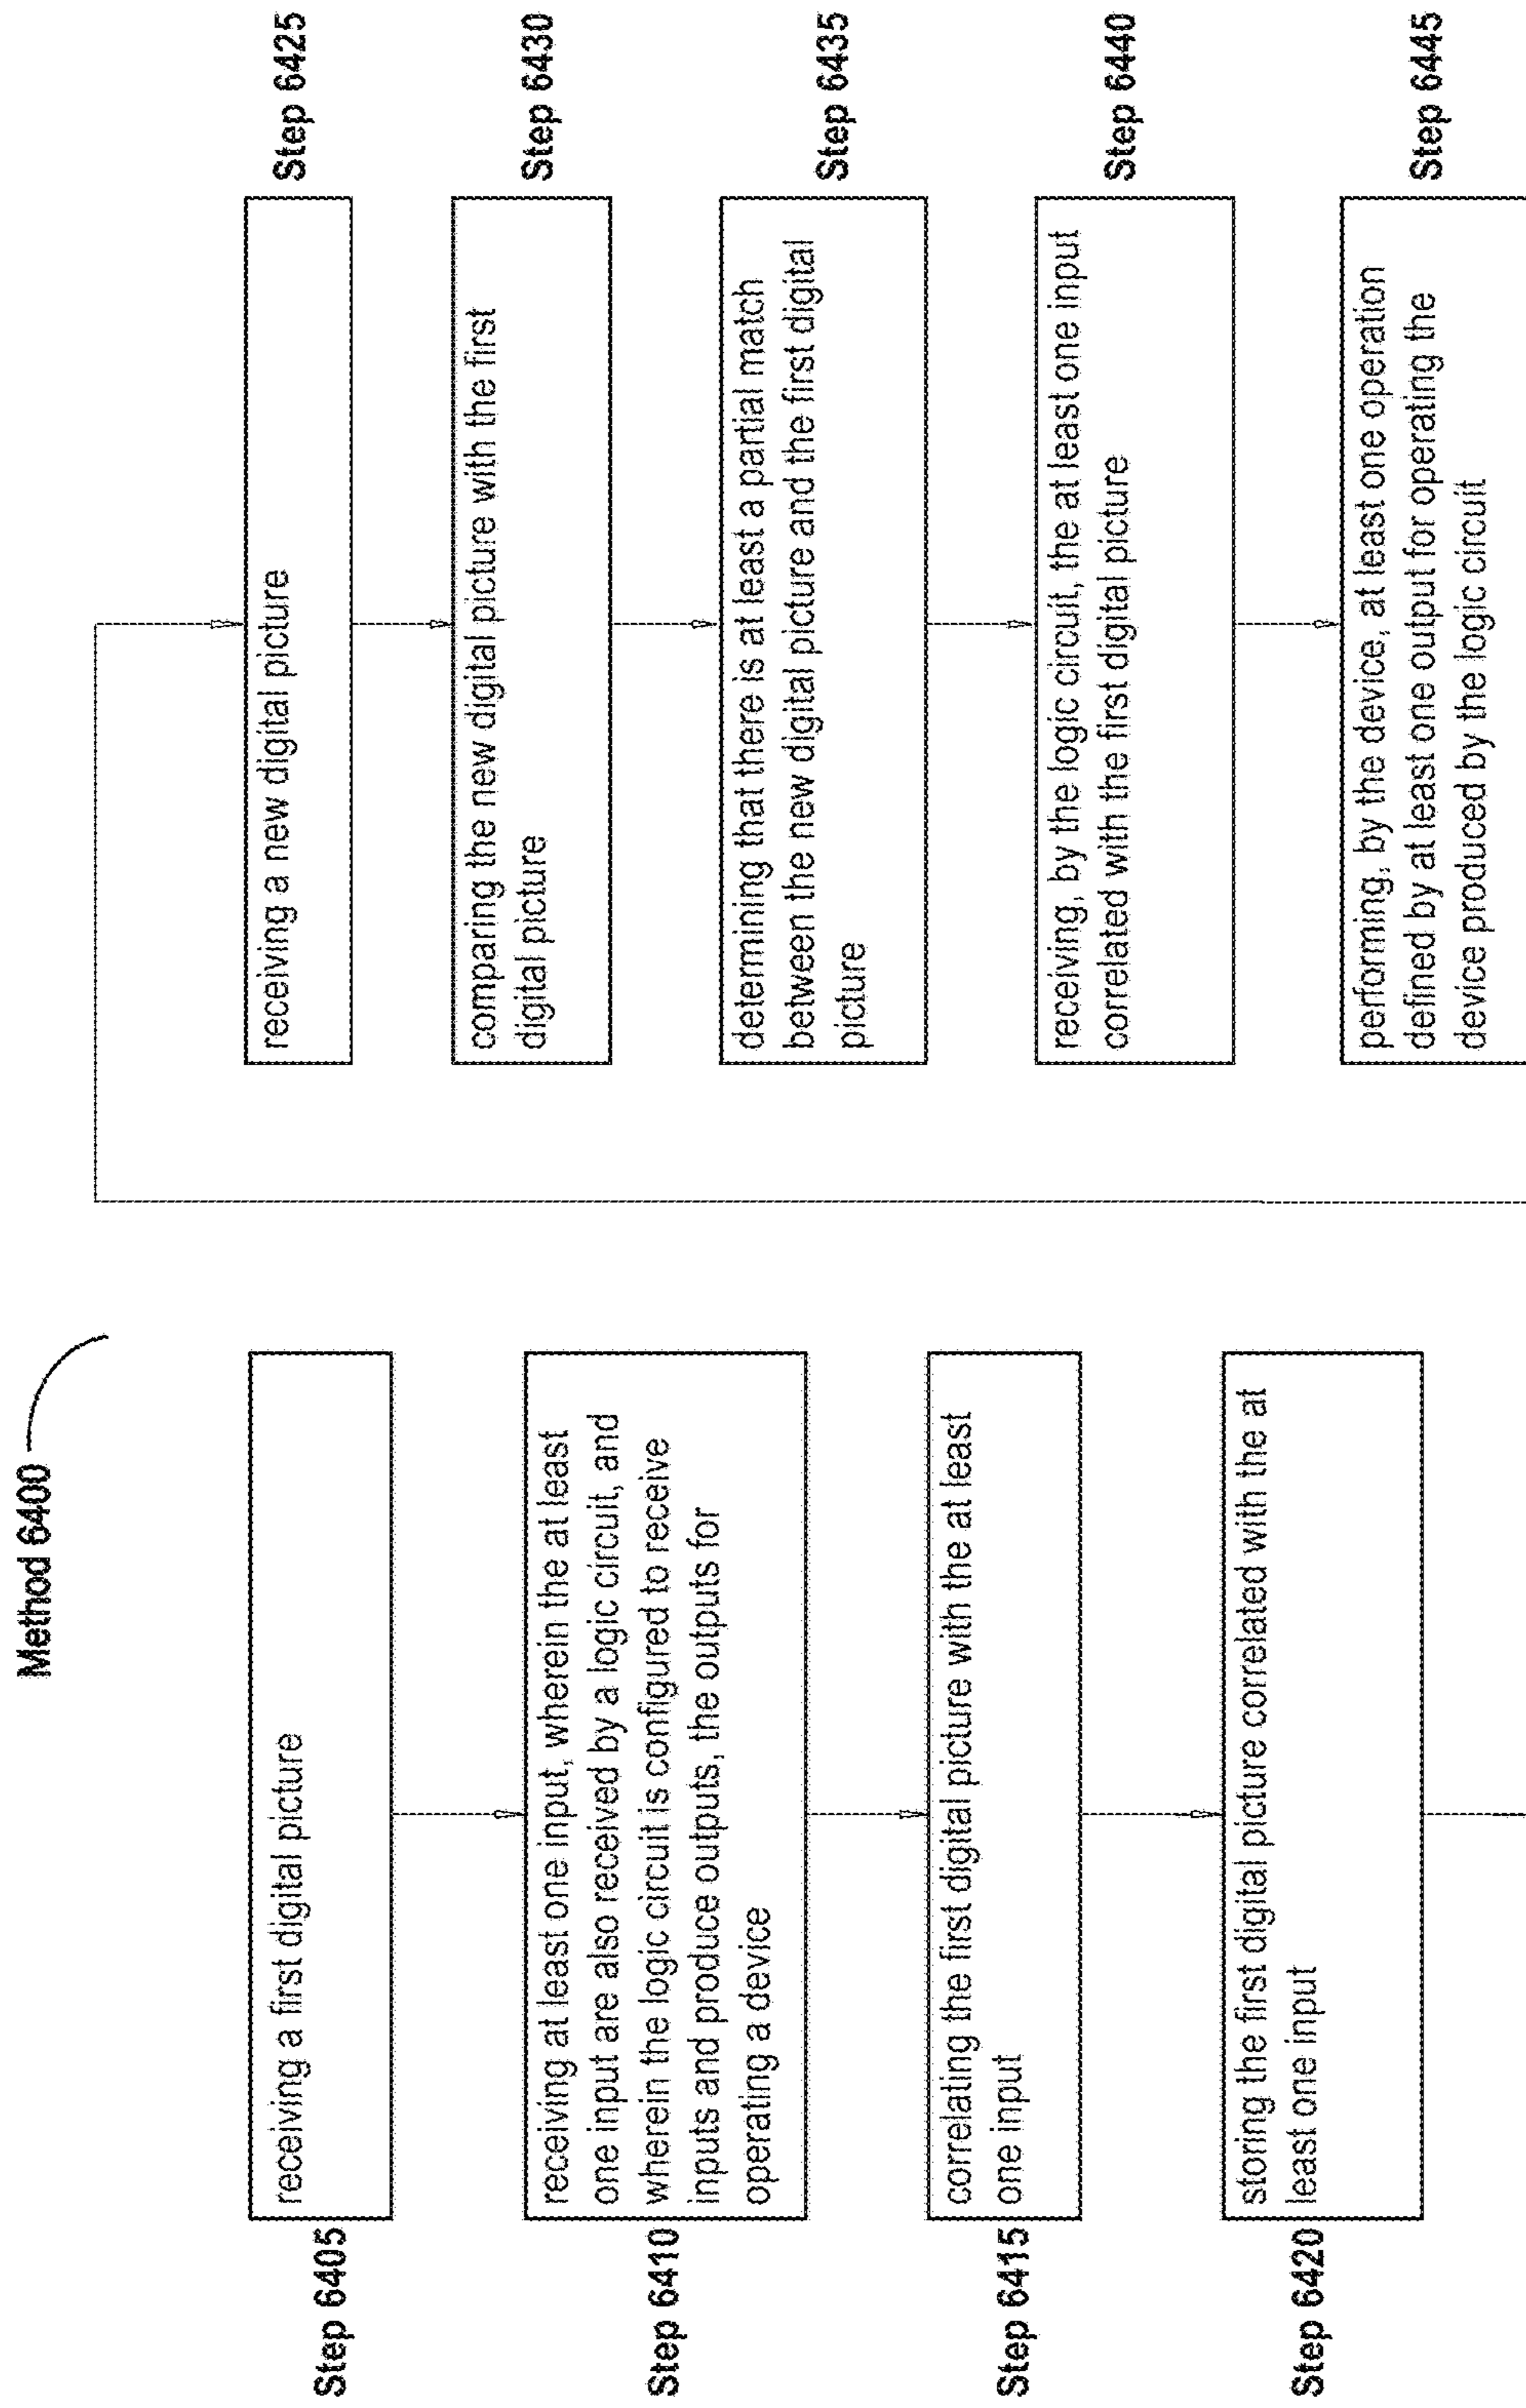 Method 6400
Step 6405
receiving a first digital picture
Step 6410
receiving at least one input, wherein the at least
one input are also received by a logic circuit, and
wherein the logic circuit is configured to receive
inputs and produce outputs, the outputs for
operating a device
Step 6415
correlating the first digital picture with the at least
one input
Step 6420
storing the first digital picture correlated with the at
least one input
receiving a new digital picture
Step 6425
comparing the new digital picture with the first
digital picture
Step 6430
determining that there is at least a partial match
between the new digital picture and the first digital
picture
Step 6435
receiving, by the logic circuit, the at least one input
correlated with the first digital picture
Step 6440
performing, by the device, at least one operation
defined by at least one output for operating the
device produced by the logic circuit
Step 6445